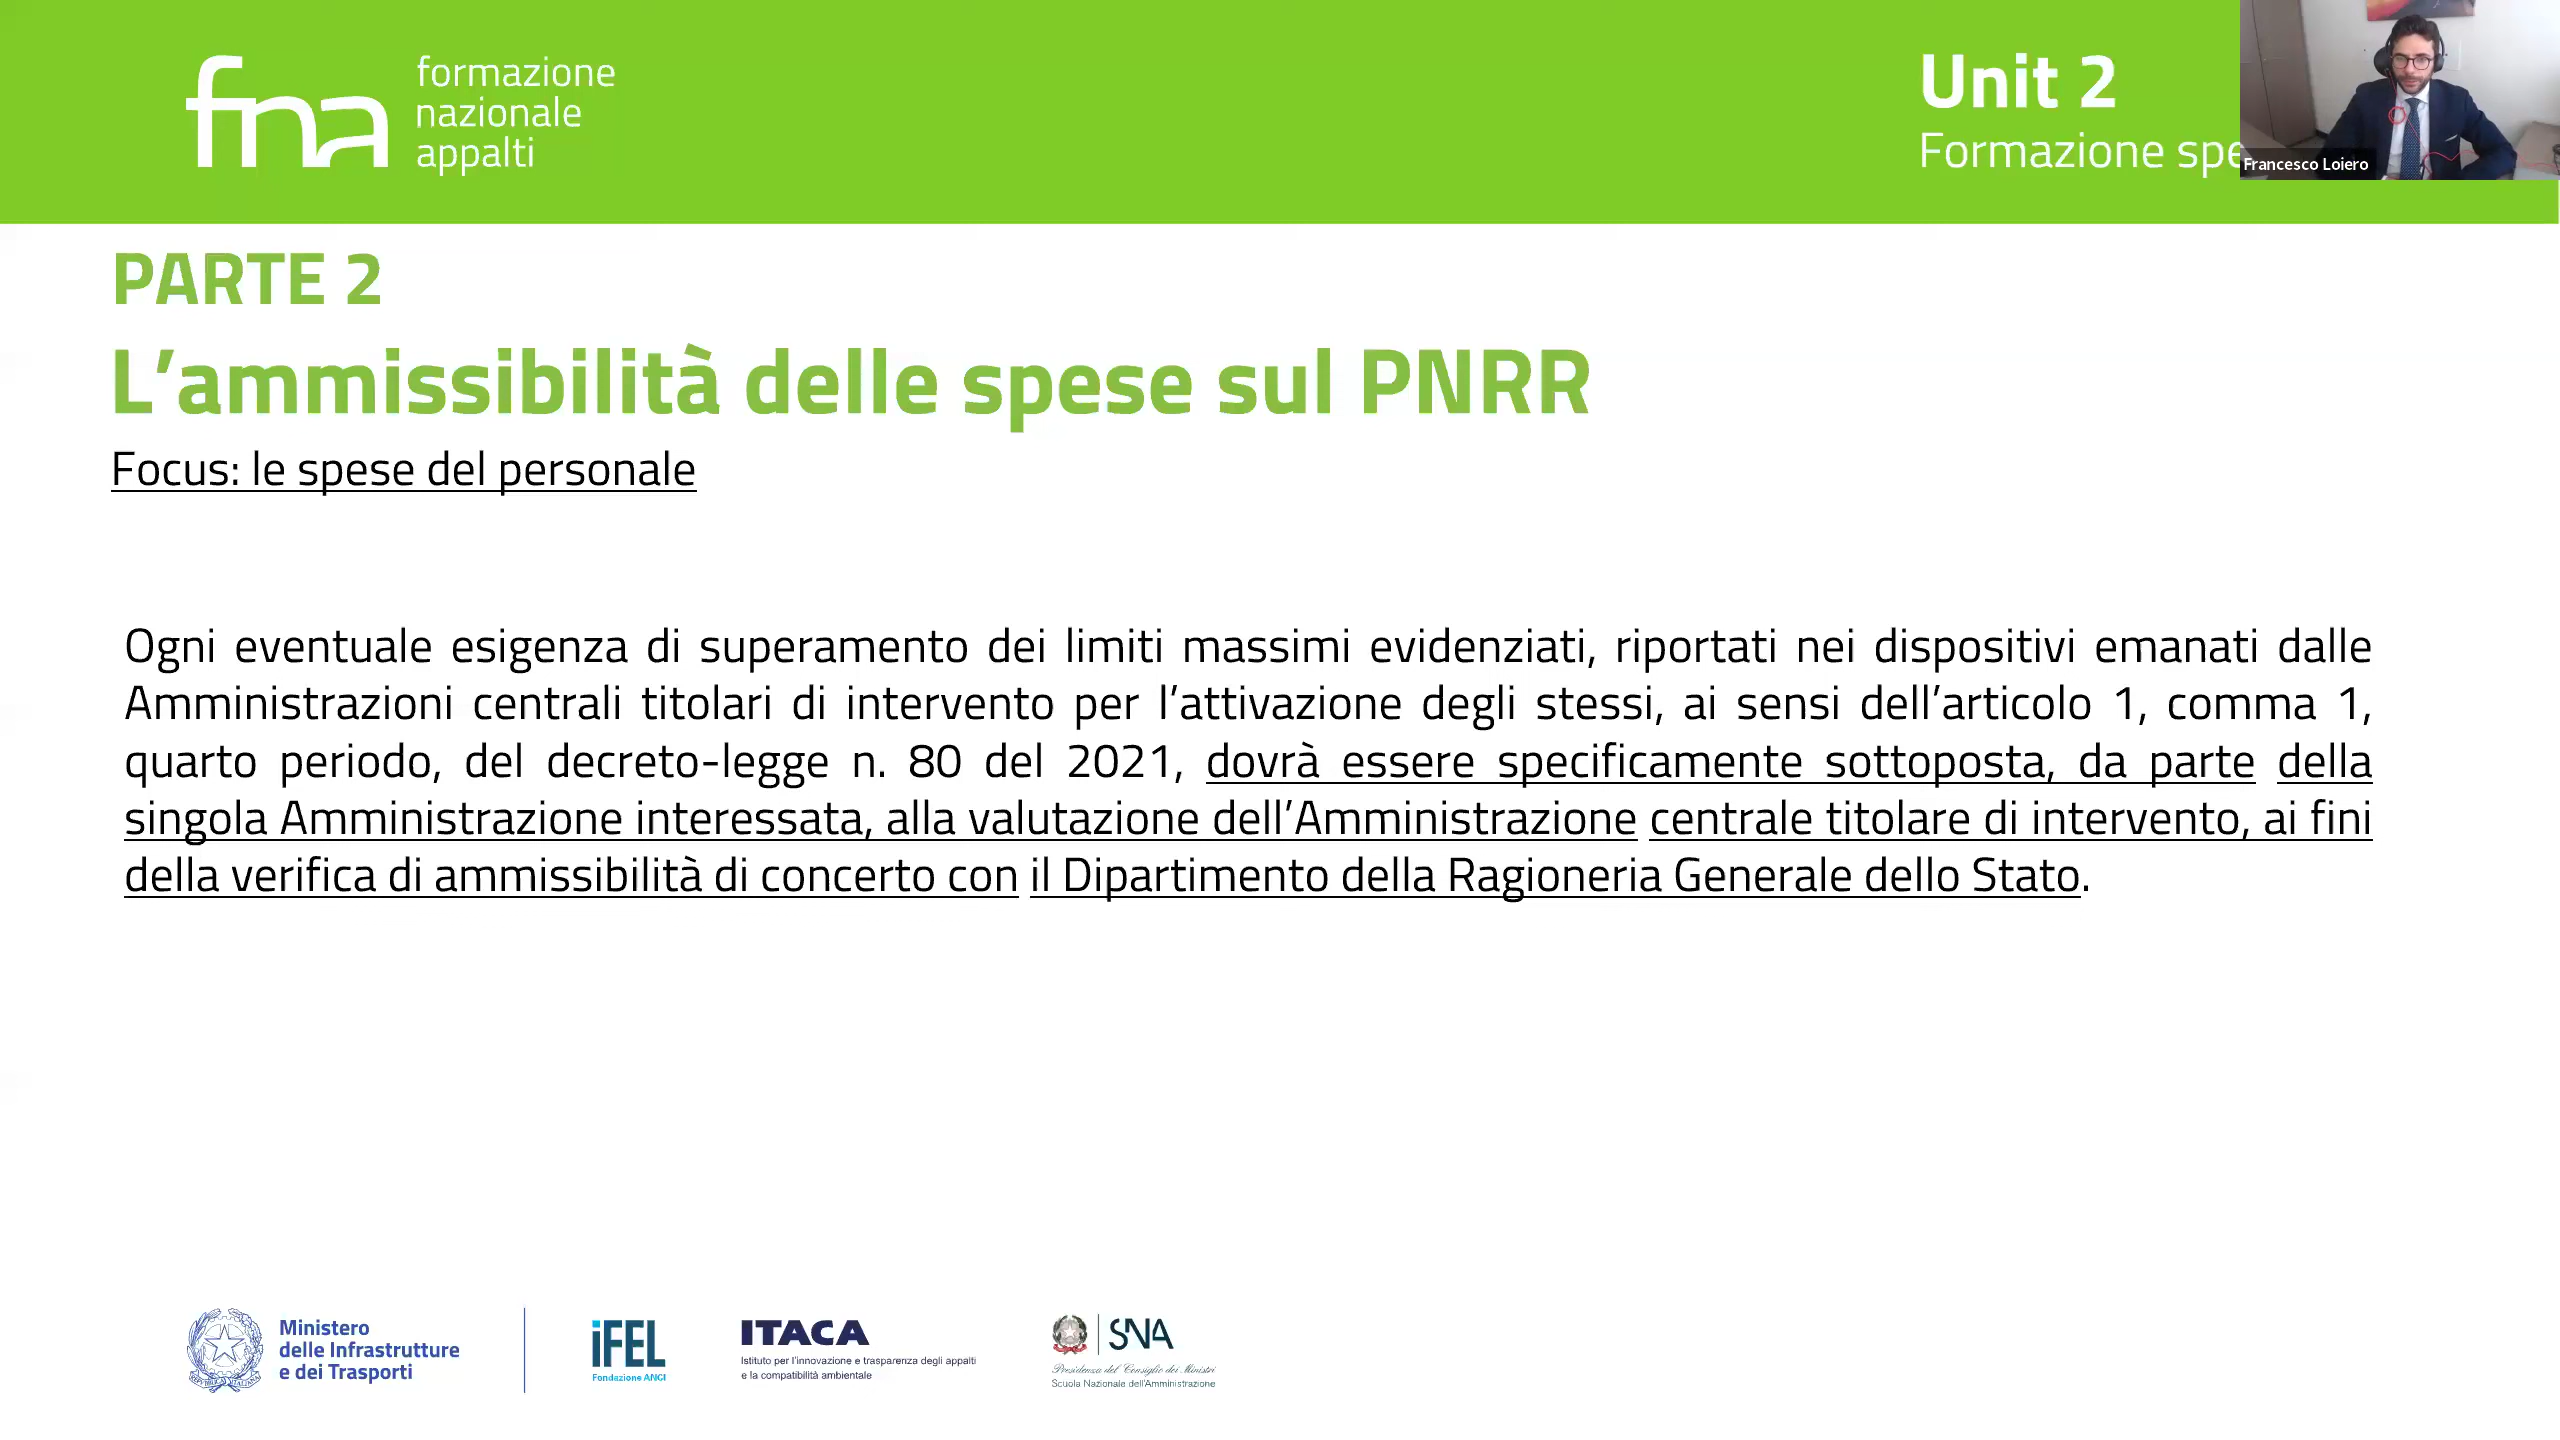 fna
formazione
nazionale
appalti
Unit 2
Formazione spe
Francesco Loiero
PARTE 2
L’ammissibilità delle spese sul PNRR
Focus: le spese del personale
Ogni eventuale esigenza di superamento dei limiti massimi evidenziati, riportati nei dispositivi emanati dalle
Amministrazioni centrali titolari di intervento per l’attivazione degli stessi, ai sensi dell’articolo 1, comma 1,
quarto periodo, del decreto-legge n. 80 del 2021, dovrà essere specificamente sottoposta, da parte della
singola Amministrazione interessata, alla valutazione dell’Amministrazione centrale titolare di intervento, ai fini
della verifica di ammissibilità di concerto con il Dipartimento della Ragioneria Generale dello Stato.
Ministero
delle Infrastrutture
e dei Trasporti
iFEL
Fondazione ANCI
ITACA
Istituto per l’innovazione e trasparenza degli appalti
e la compatibilità ambientale
SNA
Presidenza del Consiglio dei Ministri
Scuola Nazionale dell’Amministrazione